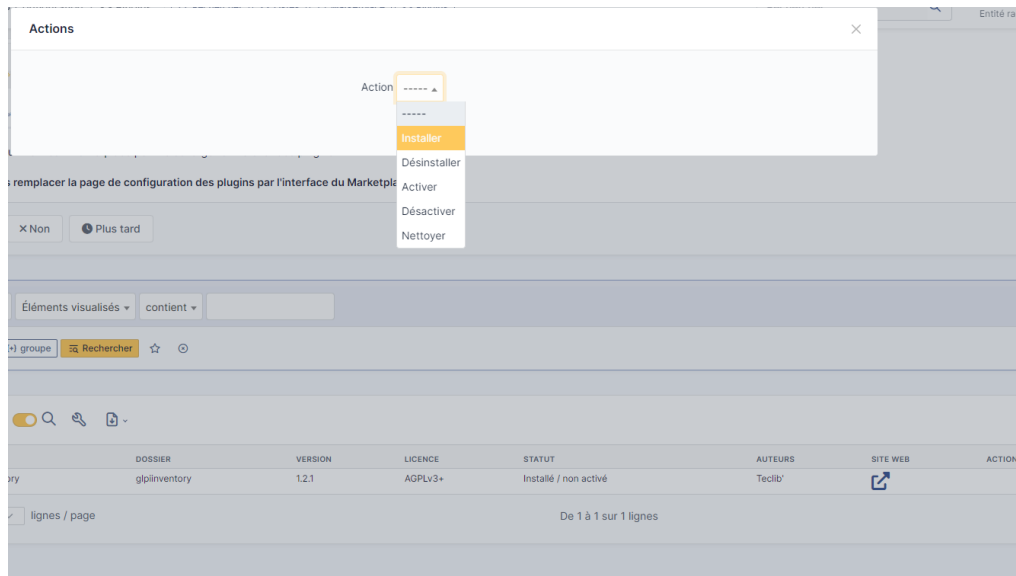 Entité ra
Actions
Action ----- 
-----
Installer
Désinstaller
Activer
Désactiver
Nettoyer
s remplacer la page de configuration des plugins par l'interface du Marketpla
Non
Plus tard
Éléments visualisés contient
(+) groupe Rechercher
DOSSIER VERSION LICENCE STATUT AUTEURS SITE WEB ACTION
ory glpiinventory 1.2.1 AGPLv3+ Installé / non activé Teclib'
lignes / page De 1 à 1 sur 1 lignes